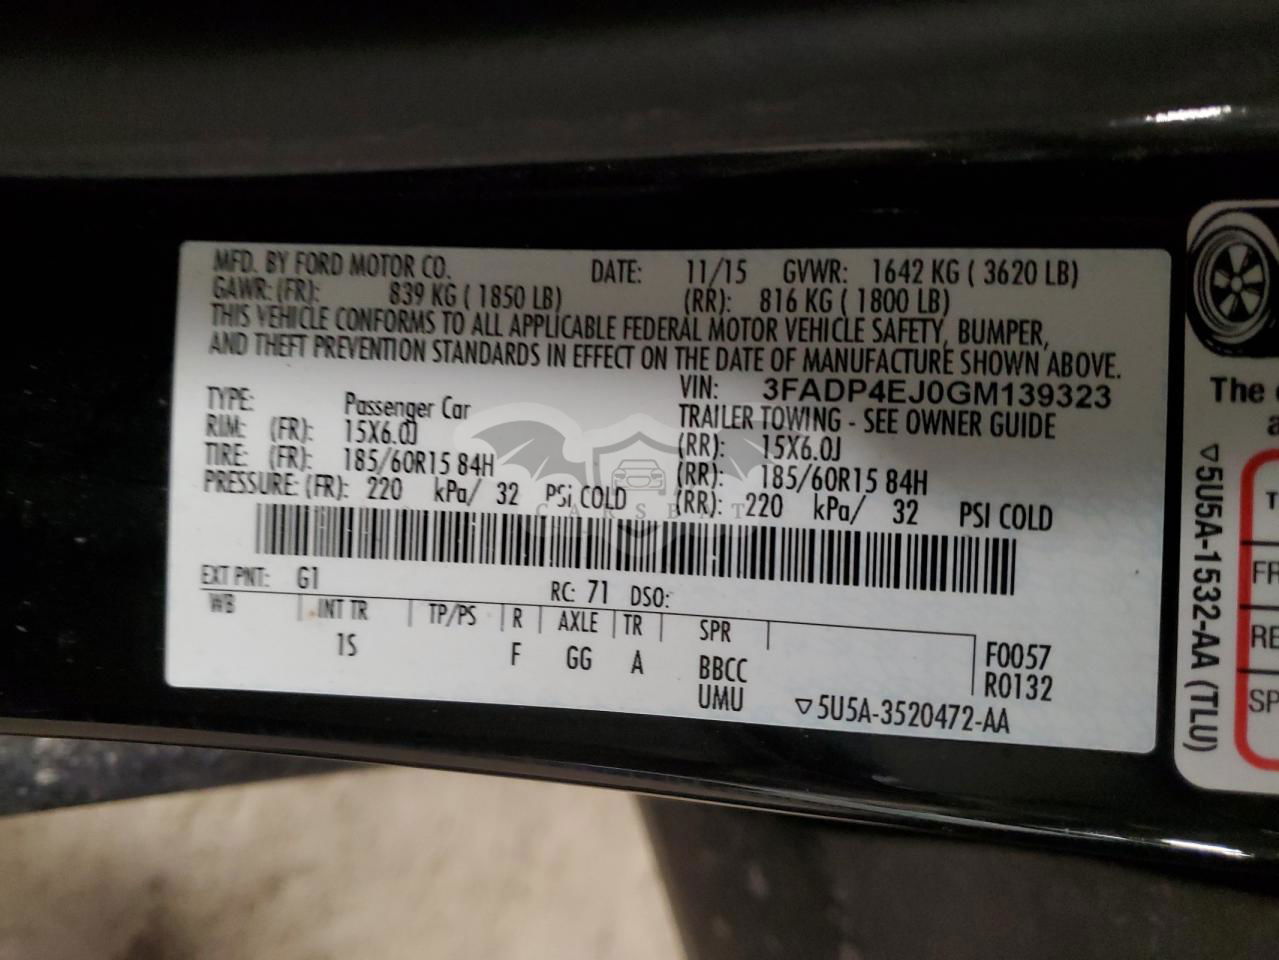 MFD. BY FORD MOTOR CO. DATE: 11/15 GVWR: 1642 KG ( 3620 LB)
GAWR: (FR): 839 KG ( 1850 LB) (RR): 816 KG ( 1800 LB)
THIS VEHICLE CONFORMS TO ALL APPLICABLE FEDERAL MOTOR VEHICLE SAFETY, BUMPER,
AND THEFT PREVENTION STANDARDS IN EFFECT ON THE DATE OF MANUFACTURE SHOWN ABOVE.
VIN: 3FADP4EJ0GM139323
TYPE: Passenger Car TRAILER TOWING - SEE OWNER GUIDE
RIM: (FR): 15X6.0J (RR): 15X6.0J
TIRE: (FR): 185/60R15 84H (RR): 185/60R15 84H
PRESSURE: (FR): 220 kPa/ 32 PSI COLD (RR): 220 kPa/ 32 PSI COLD
CARSBAT
EXT PNT: G1 RC: 71 DSO:
WB INT TR TP/PS R AXLE TR SPR
1S F GG A BBCC F0057
UMU R0132
▽5U5A-3520472-AA
The
▽5U5A-1532-AA (TLU)
FR
RE
SP